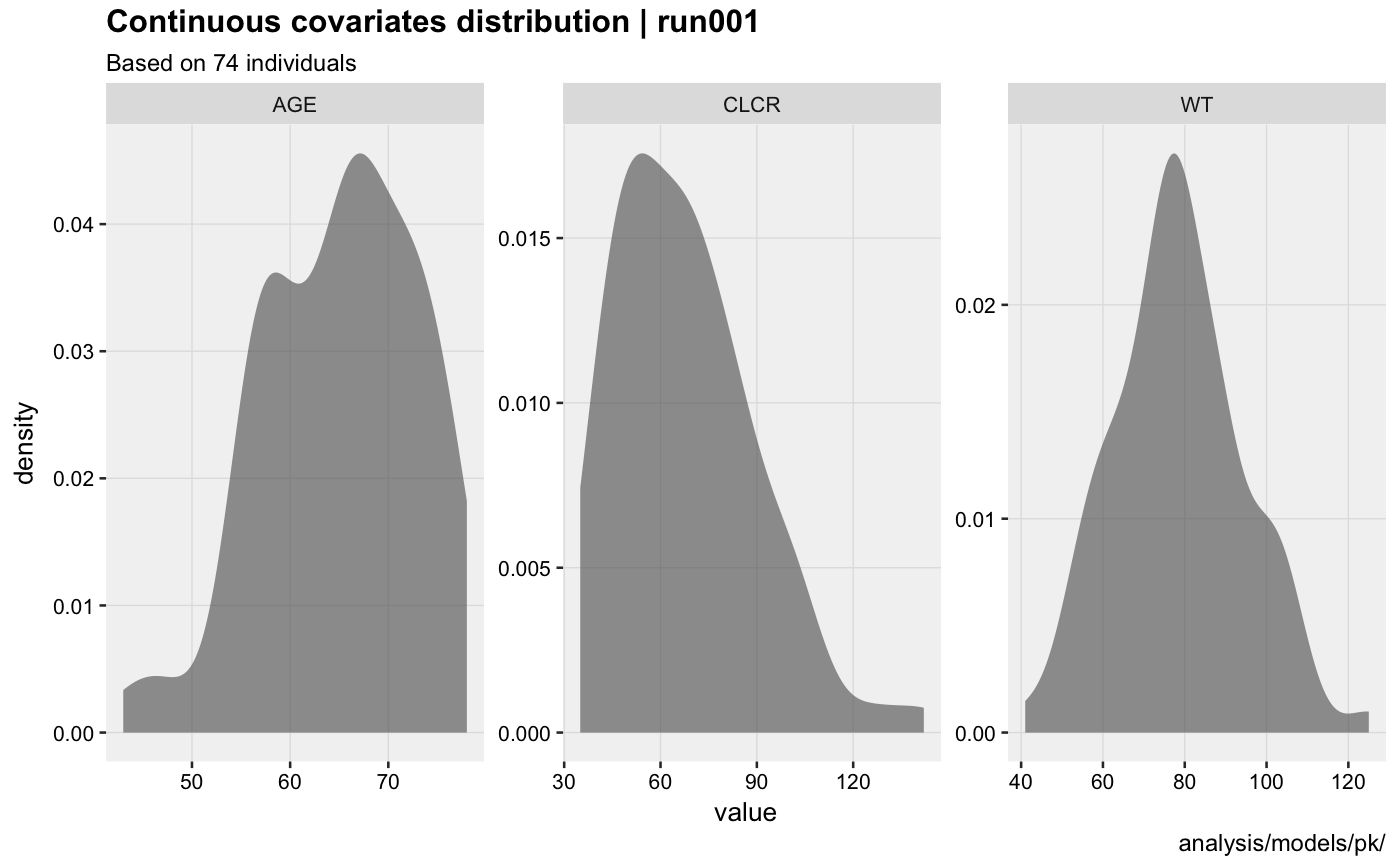 Continuous covariates distribution | run001
Based on 74 individuals
AGE
CLCR
WT
density
0.04
0.03
0.02
0.01
0.00
50 60 70
0.015
0.010
0.005
0.000
30 60 90 120
0.02
0.01
0.00
40 60 80 100 120
value
analysis/models/pk/